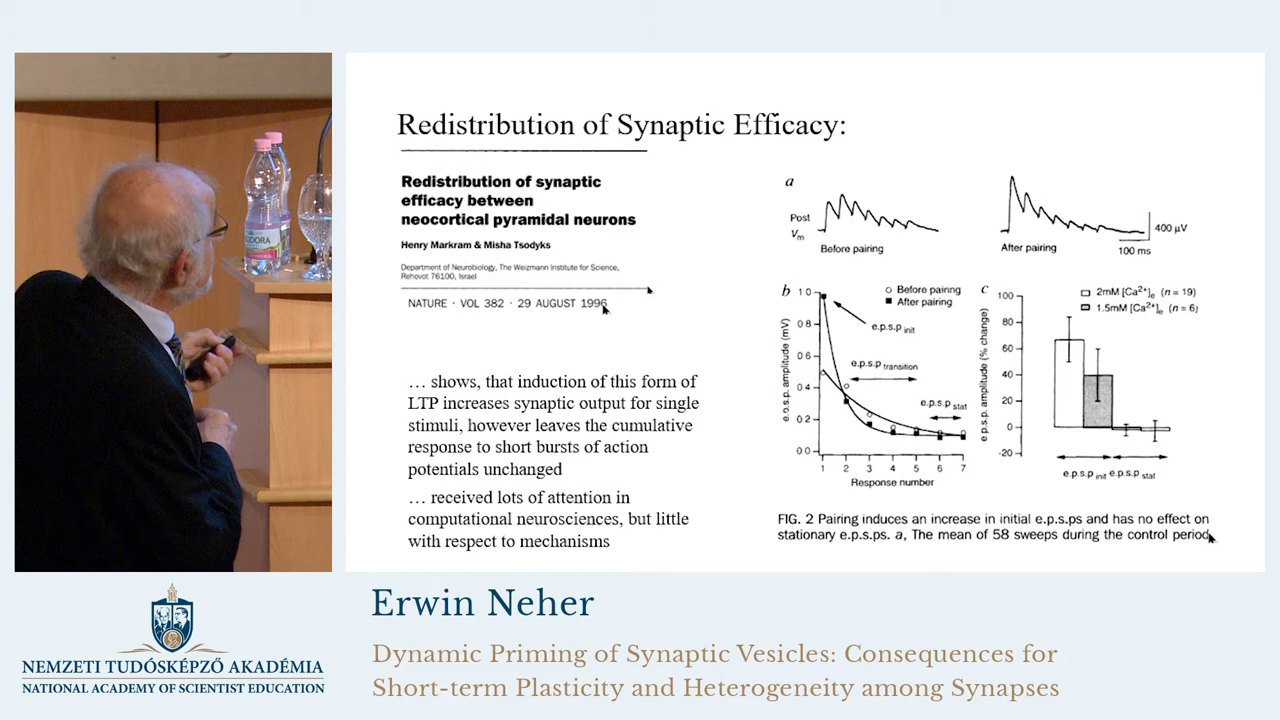 Redistribution of Synaptic Efficacy:
Redistribution of synaptic
efficacy between
neocortical pyramidal neurons
Henry Markram & Misha Tsodyks
Department of Neurobiology, The Weizmann Institute for Science,
Rehovot 76100, Israel
NATURE · VOL 382 · 29 AUGUST 1996
… shows, that induction of this form of
LTP increases synaptic output for single
stimuli, however leaves the cumulative
response to short bursts of action
potentials unchanged
… received lots of attention in
computational neurosciences, but little
with respect to mechanisms
a
Post
Vm
Before pairing
After pairing
400 µV
100 ms
b
e.p.s.p. amplitude (mV)
1.0
0.8
0.6
0.4
0.2
0.0
Before pairing
After pairing
e.p.s.p init
e.p.s.p transition
e.p.s.p stat
1 2 3 4 5 6 7
Response number
c
e.p.s.p. amplitude (% change)
100
80
60
40
20
0
-20
2mM [Ca2+]e (n = 19)
1.5mM [Ca2+]e (n = 6)
e.p.s.p init e.p.s.p stat
FIG. 2 Pairing induces an increase in initial e.p.s.ps and has no effect on
stationary e.p.s.ps. a, The mean of 58 sweeps during the control period
Erwin Neher
Dynamic Priming of Synaptic Vesicles: Consequences for
Short-term Plasticity and Heterogeneity among Synapses
NEMZETI TUDÓSKÉPZŐ AKADÉMIA
NATIONAL ACADEMY OF SCIENTIST EDUCATION